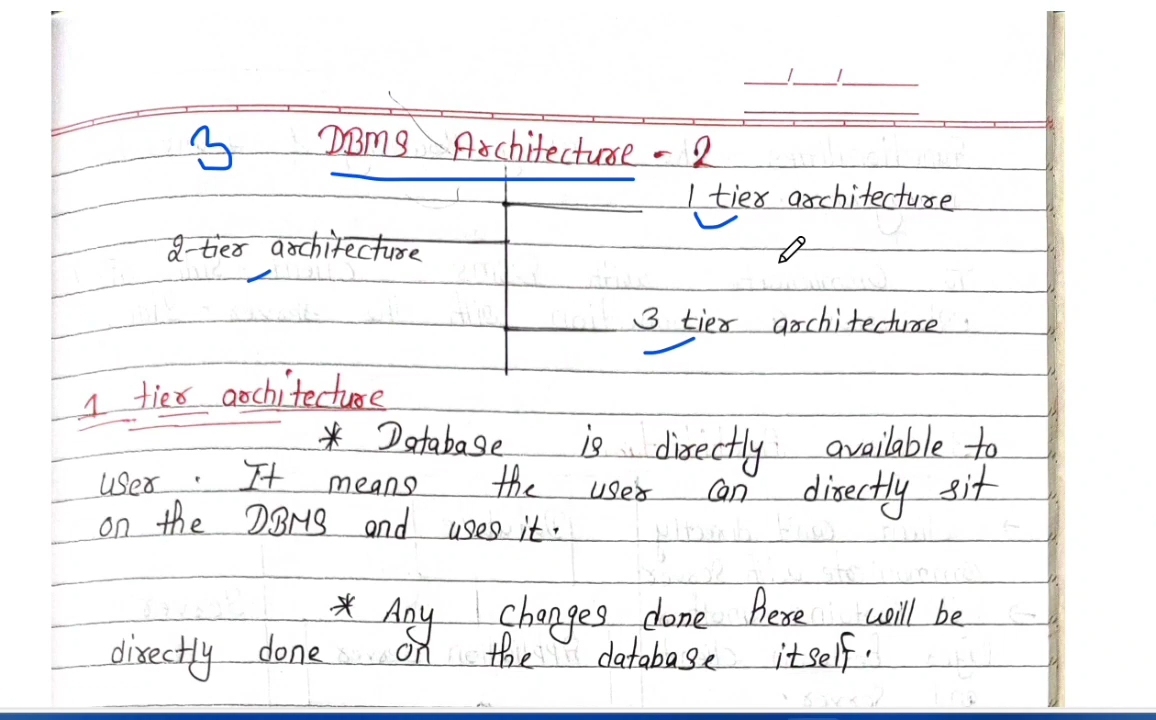 3 DBMS Architecture - 2
1 tier architecture
2-tier architecture
3 tier architecture
1 tier architecture
* Database is directly available to
user. It means the user can directly sit
on the DBMS and uses it.
* Any changes done here will be
directly done on the database itself.